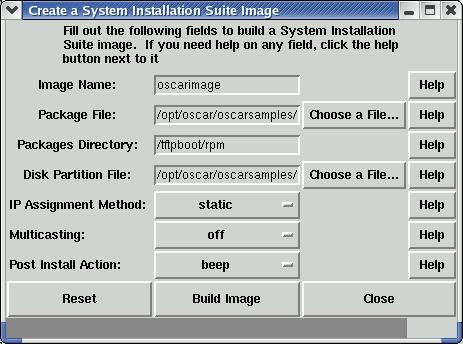 Create a System Installation Suite Image
Fill out the following fields to build a System Installation
Suite image. If you need help on any field, click the help
button next to it
Image Name: oscarimage Help
Package File: /opt/oscar/oscarsamples/ Choose a File... Help
Packages Directory: /tftpboot/rpm Help
Disk Partition File: /opt/oscar/oscarsamples/ Choose a File... Help
IP Assignment Method: static Help
Multicasting: off Help
Post Install Action: beep Help
Reset Build Image Close